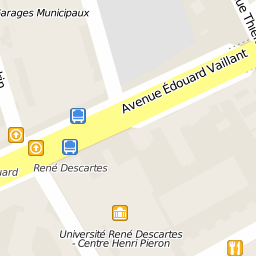 Garages Municipaux
Avenue Édouard Vaillant
René Descartes
Université René Descartes
- Centre Henri Pieron